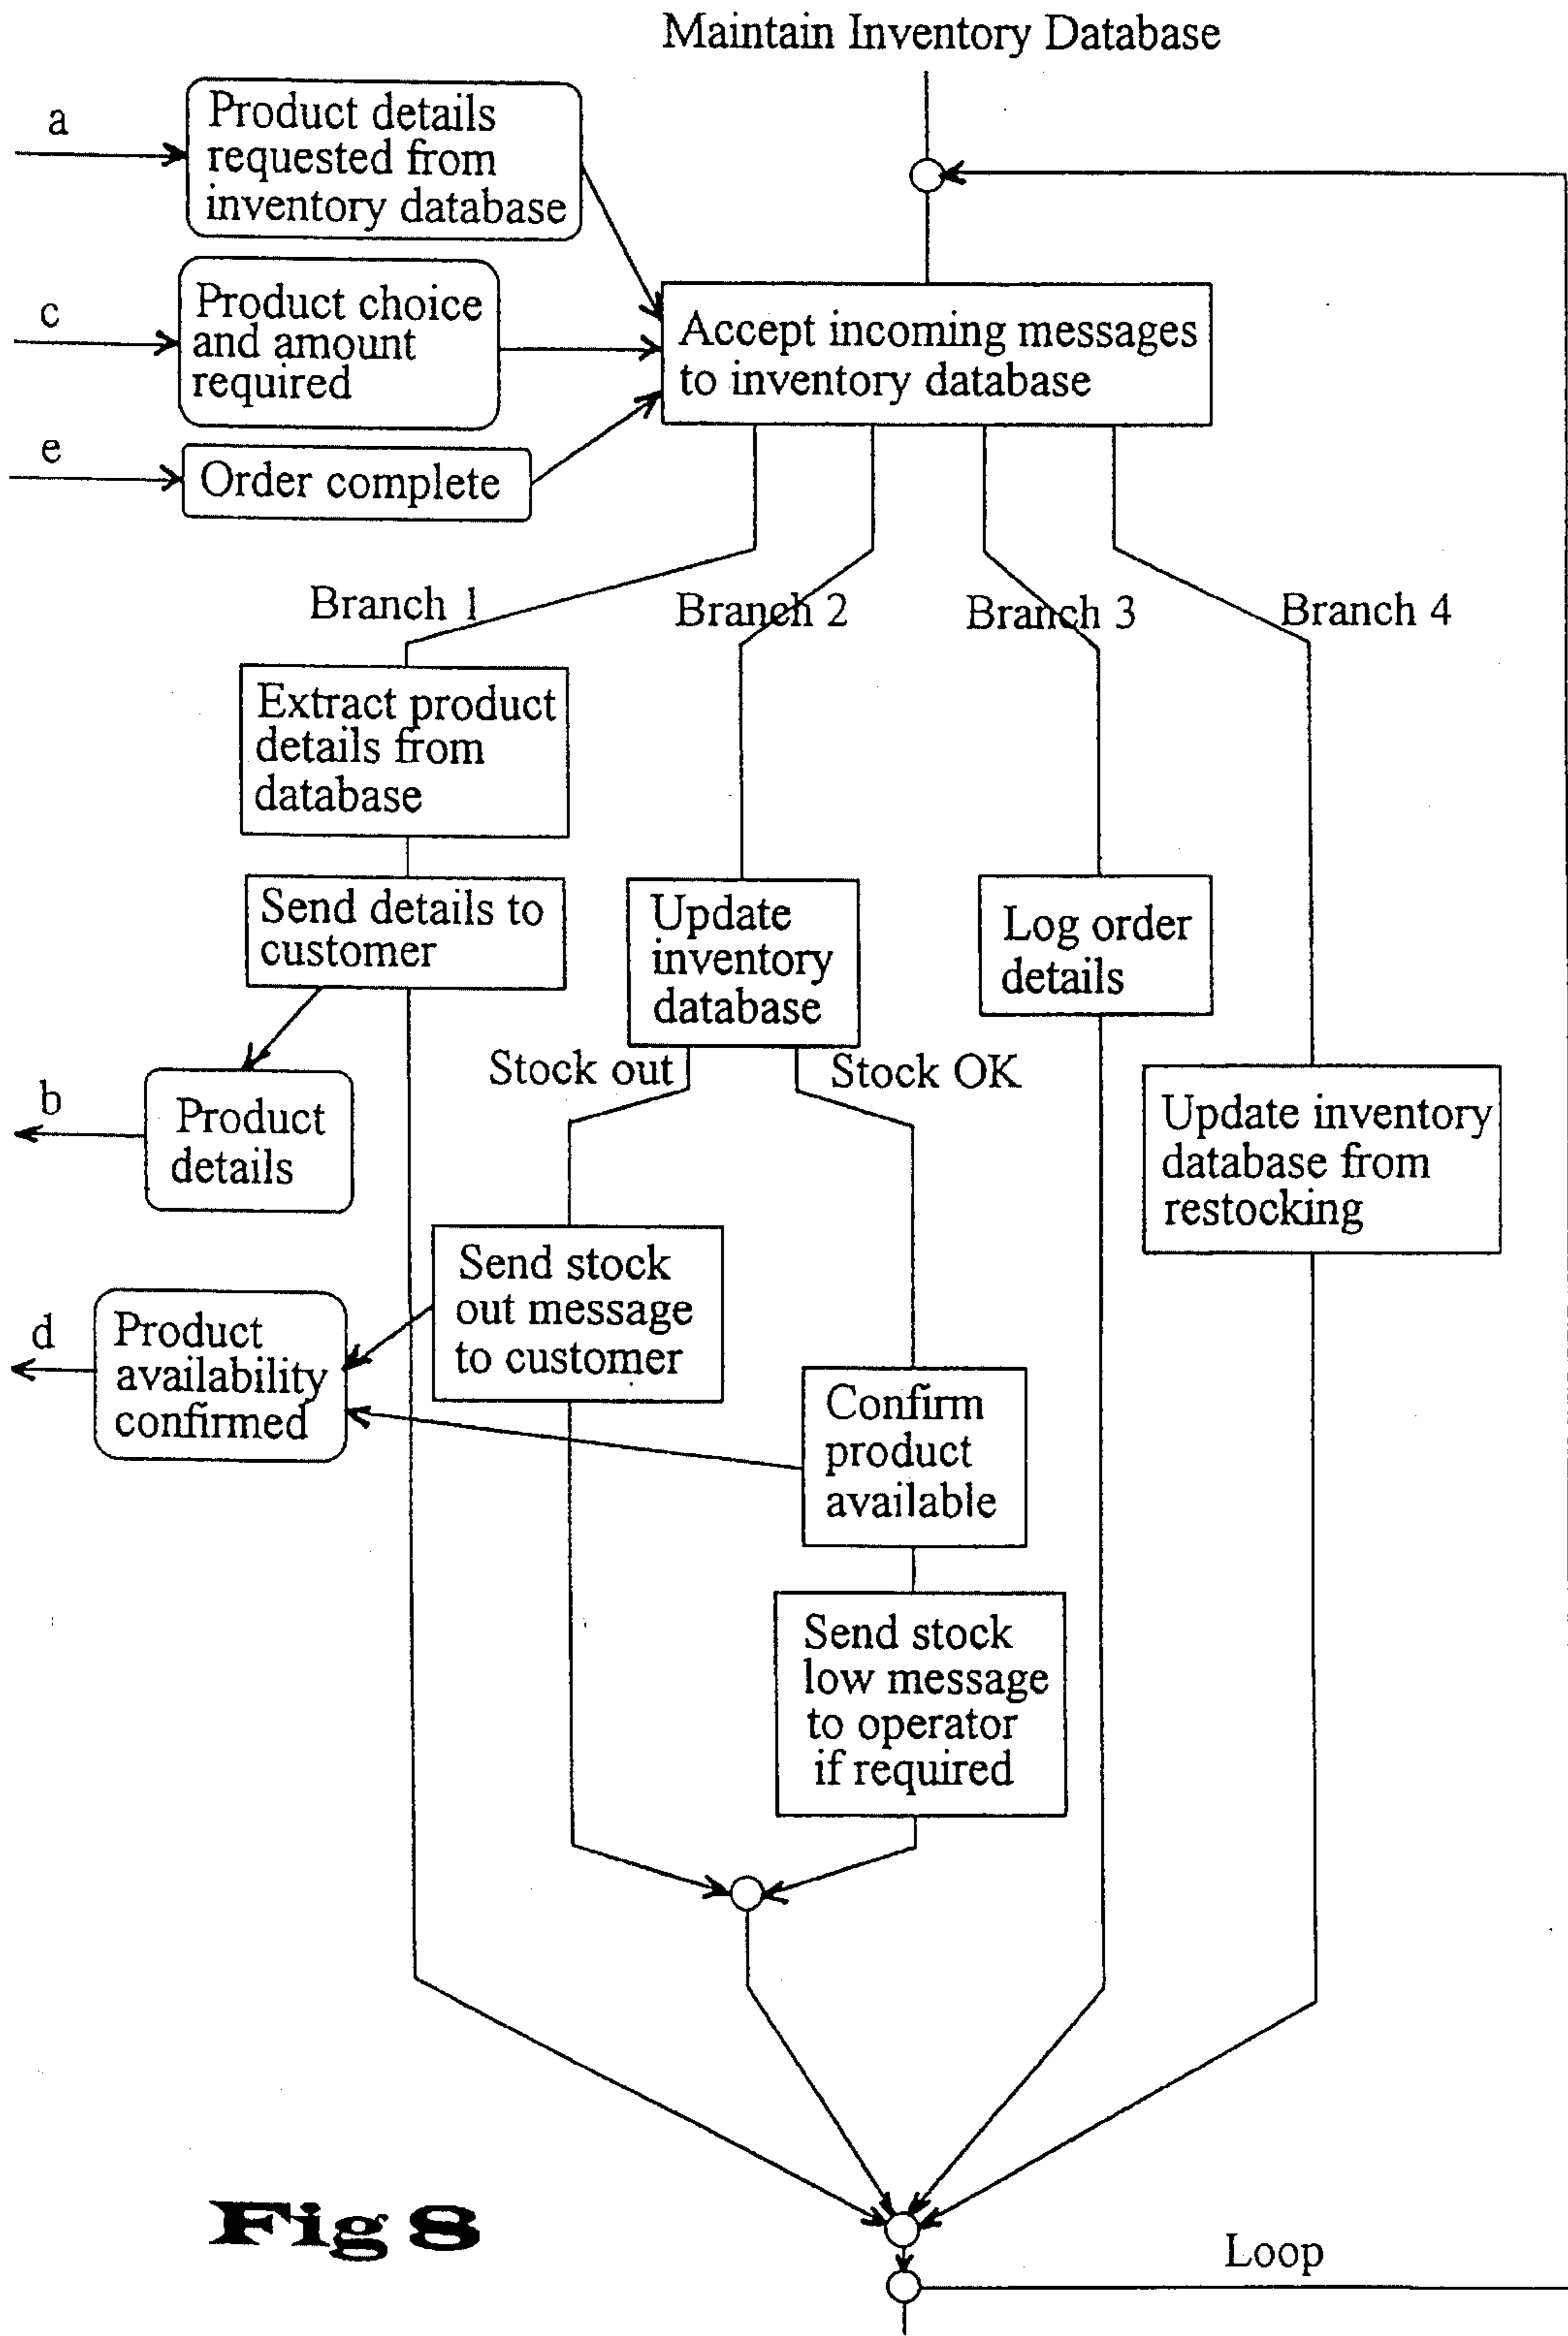 Maintain Inventory Database
a
Product details
requested from
inventory database
c
Product choice
and amount
required
Accept incoming messages
to inventory database
e
Order complete
Branch 1
Branch 2
Branch 3
Branch 4
Extract product
details from
database
Send details to
customer
Update
inventory
database
Log order
details
Stock out
Stock OK
b
Product
details
Update inventory
database from
restocking
Send stock
out message
to customer
d
Product
availability
confirmed
Confirm
product
available
Send stock
low message
to operator
if required
Fig 8
Loop